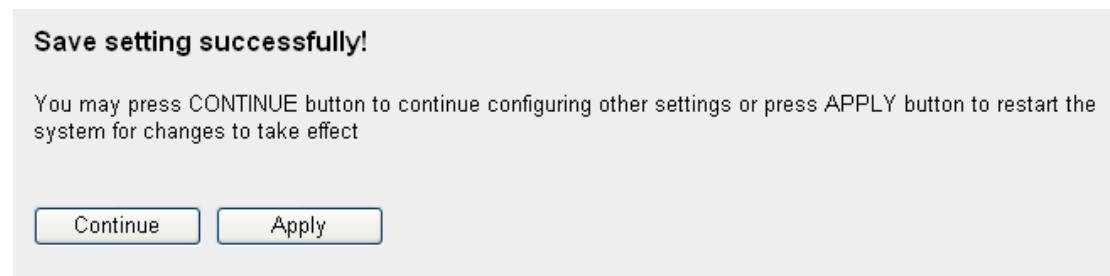 Save setting successfully!
You may press CONTINUE button to continue configuring other settings or press APPLY button to restart the
system for changes to take effect
Continue
Apply